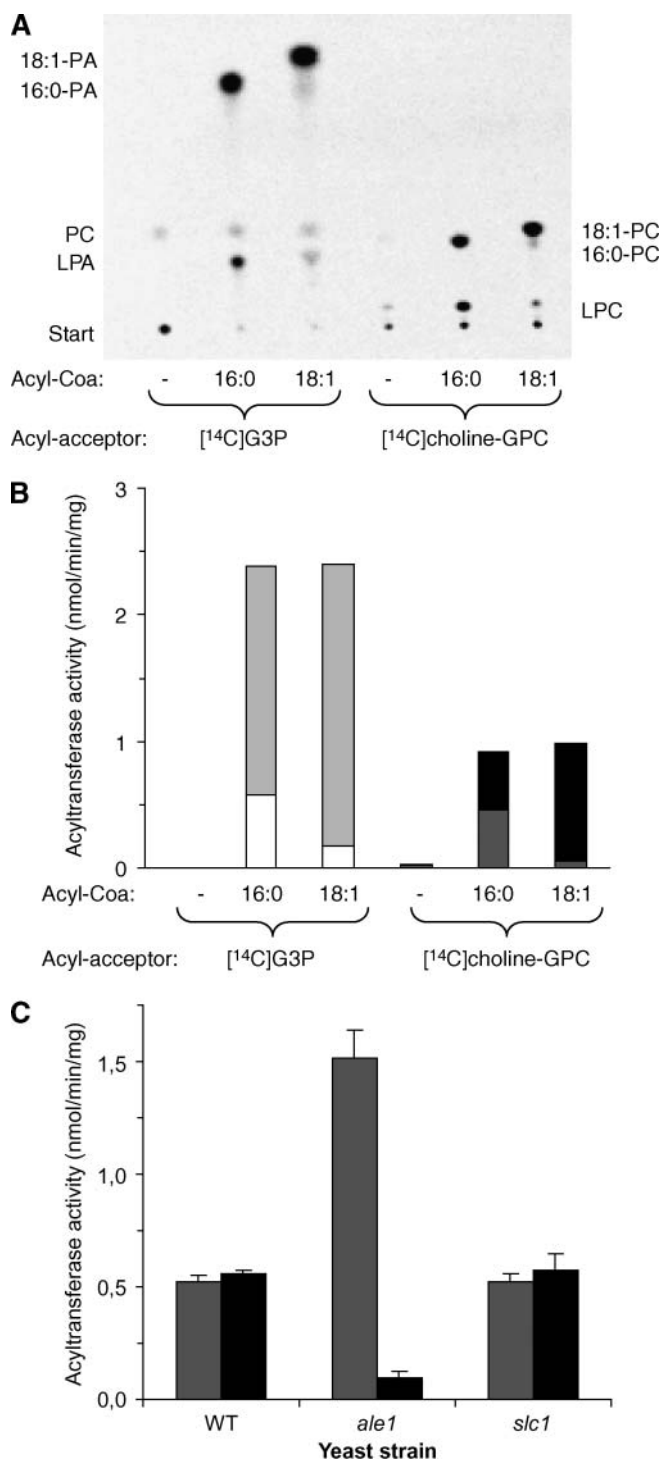 A
18:1-PA
16:0-PA
PC
LPA
Start
18:1-PC
16:0-PC
LPC
Acyl-Coa: - 16:0 18:1 - 16:0 18:1
Acyl-acceptor: [¹⁴C]G3P [¹⁴C]choline-GPC
B
Acyltransferase activity (nmol/min/mg)
3
2
1
0
Acyl-Coa: - 16:0 18:1 - 16:0 18:1
Acyl-acceptor: [¹⁴C]G3P [¹⁴C]choline-GPC
C
Acyltransferase activity (nmol/min/mg)
1,5
1,0
0,5
0,0
WT ale1 slc1
Yeast strain